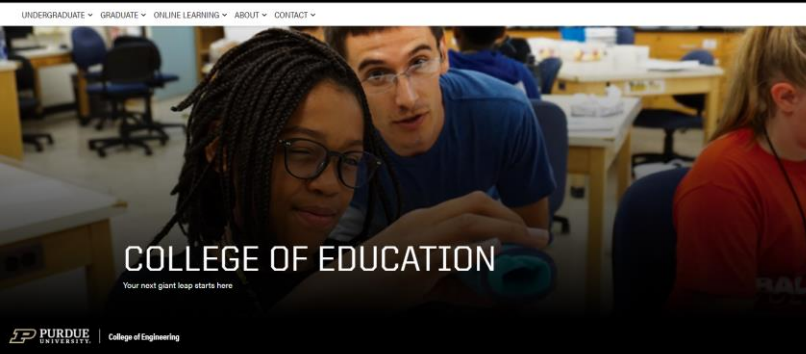 UNDERGRADUATE GRADUATE ONLINE LEARNING ABOUT CONTACT
COLLEGE OF EDUCATION
Your next giant leap starts here
PURDUE UNIVERSITY. College of Engineering